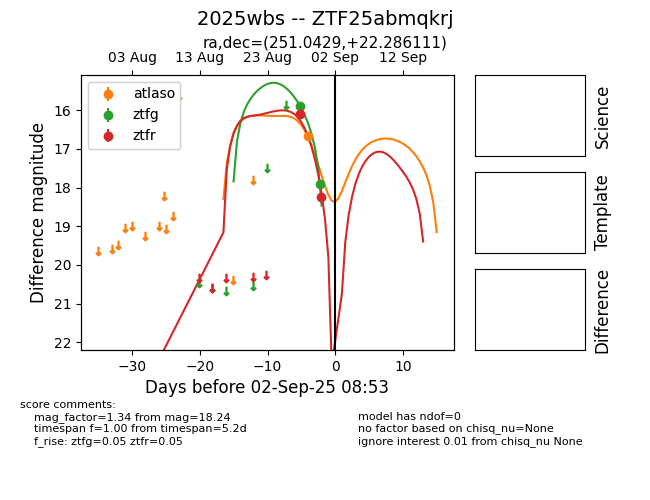 2025wbs -- ZTF25abmqkrj
ra,dec=(251.0429,+22.286111)
03 Aug 13 Aug 23 Aug 02 Sep 12 Sep
atlaso
ztfg
ztfr
16
17
18
19
20
21
22
Difference magnitude
−30 −20 −10 0 10
Days before 02-Sep-25 08:53
Science
Template
Difference
score comments:
mag_factor=1.34 from mag=18.24
timespan f=1.00 from timespan=5.2d
f_rise: ztfg=0.05 ztfr=0.05
model has ndof=0
no factor based on chisq_nu=None
ignore interest 0.01 from chisq_nu None